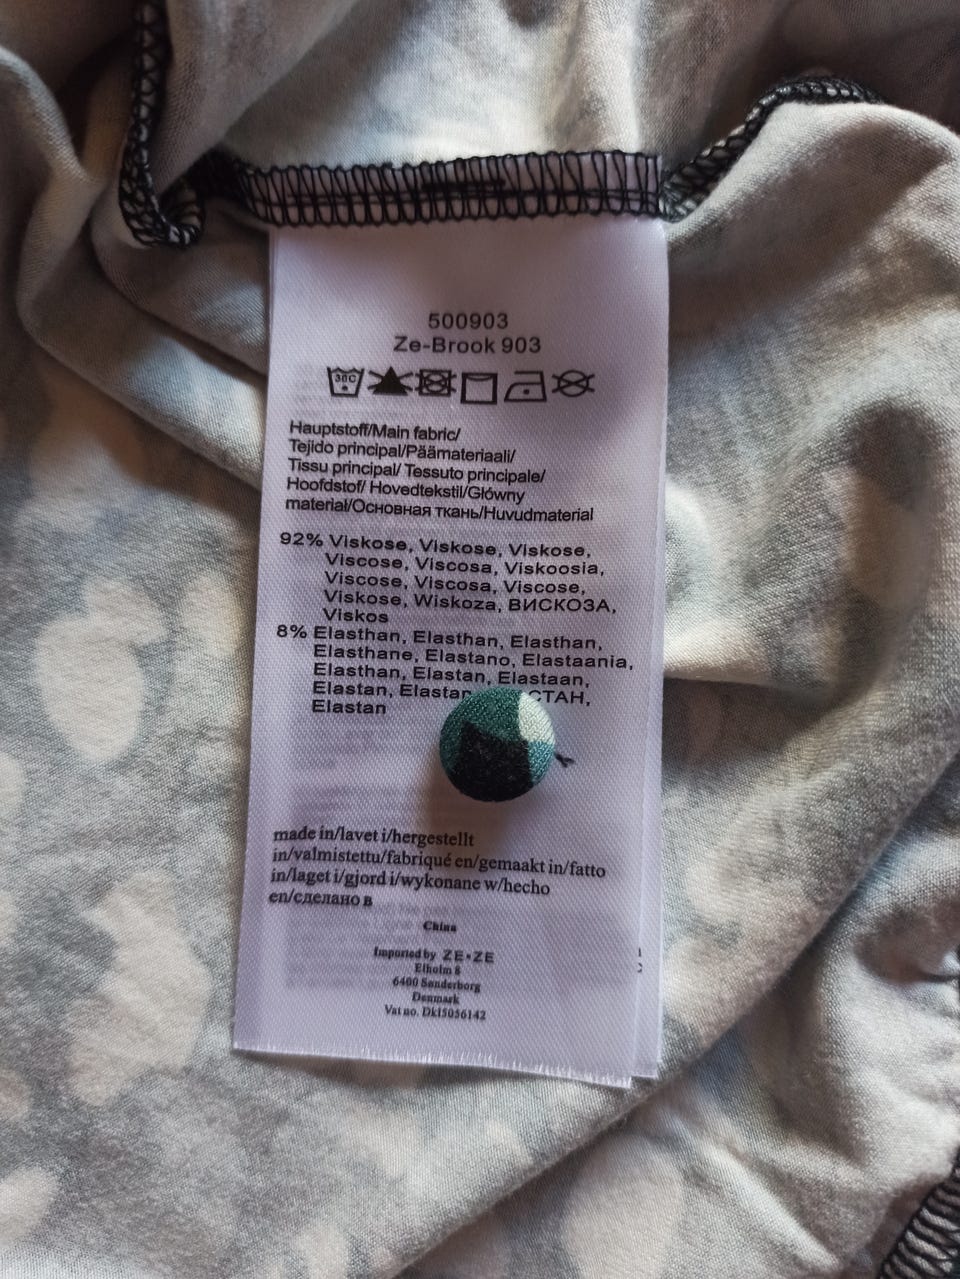 500903
Ze-Brook 903
30C
Hauptstoff/Main fabric/
Tejido principal/Päämateriaali/
Tissu principal/ Tessuto principale/
Hoofdstof/ Hovedtekstil/Główny
material/Основная ткань/Huvudmaterial
92% Viskose, Viskose, Viskose,
Viscose, Viscosa, Viskoosia,
Viscose, Viscosa, Viscose,
Viskose, Wiskoza, ВИСКОЗА,
Viskos
8% Elasthan, Elasthan, Elasthan,
Elasthane, Elastano, Elastaania,
Elasthan, Elastan, Elastaan,
Elastan, Elastan
Elastan
made in/lavet i/hergestellt
in/valmistettu/fabriqué en/gemaakt in/fatto
in/laget i/gjord i/wykonane w/hecho
en/сделано в
China
Imported by ZE•ZE
Elholm 8
6400 Sønderborg
Denmark
Vat no. Dk15056142